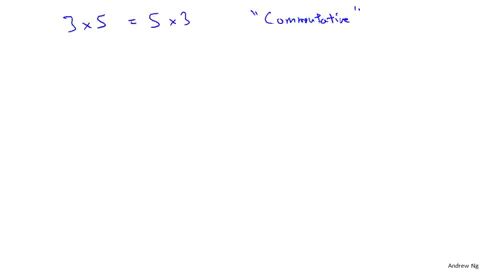 3 × 5 = 5 × 3 "Commutative"
Andrew Ng